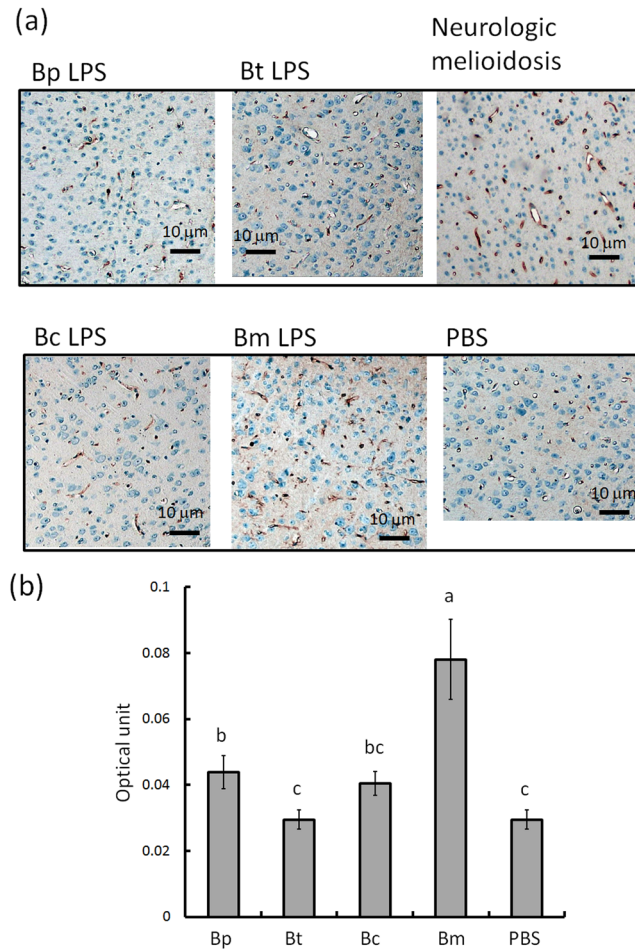 (a)
Bp LPS
Bt LPS
Neurologic
melioidosis
10 μm
10 μm
10 μm
Bc LPS
Bm LPS
PBS
10 μm
10 μm
10 μm
(b)
0.1
0.08
0.06
0.04
0.02
0
Optical unit
b
c
bc
a
c
Bp
Bt
Bc
Bm
PBS